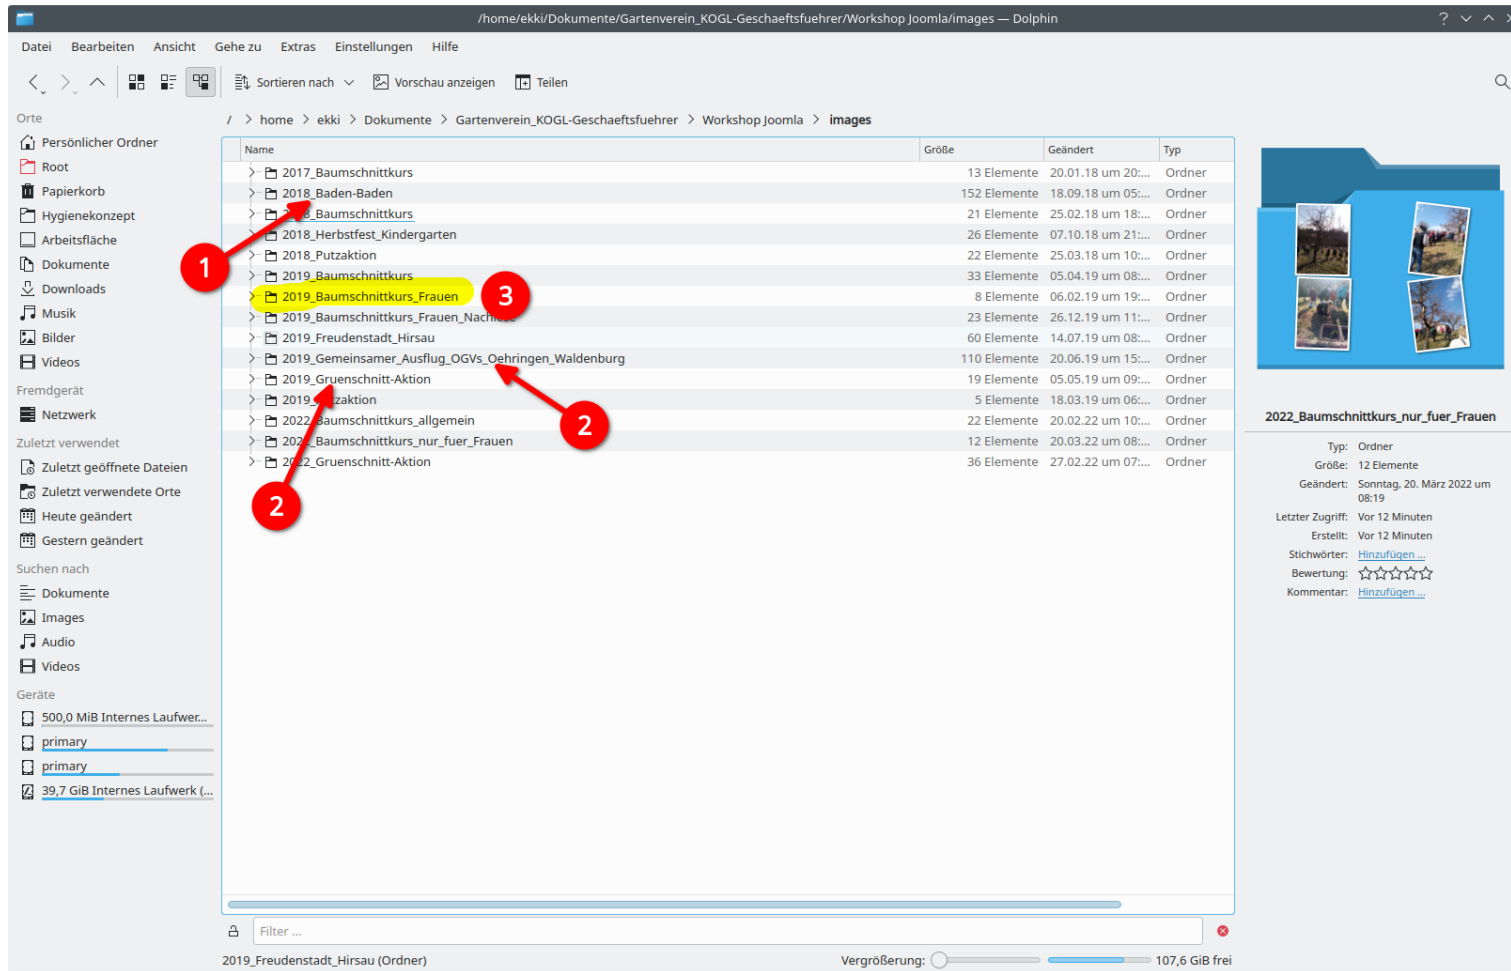 /home/ekki/Dokumente/Gartenverein_KOGL-Geschaeftsfuehrer/Workshop Joomla/images — Dolphin
Datei Bearbeiten Ansicht Gehe zu Extras Einstellungen Hilfe
Sortieren nach Vorschau anzeigen Teilen
Orte
Persönlicher Ordner
Root
Papierkorb
Hygienekonzept
Arbeitsfläche
Dokumente
Downloads
Musik
Bilder
Videos
Fremdgerät
Netzwerk
Zuletzt verwendet
Zuletzt geöffnete Dateien
Zuletzt verwendete Orte
Heute geändert
Gestern geändert
Suchen nach
Dokumente
Images
Audio
Videos
Geräte
500,0 MiB Internes Laufwer...
primary
primary
39,7 GiB Internes Laufwerk (...
/ > home > ekki > Dokumente > Gartenverein_KOGL-Geschaeftsfuehrer > Workshop Joomla > images
Name Größe Geändert Typ
2017_Baumschnittkurs 13 Elemente 20.01.18 um 20:... Ordner
2018_Baden-Baden 152 Elemente 18.09.18 um 05:... Ordner
2018_Baumschnittkurs 21 Elemente 25.02.18 um 18:... Ordner
2018_Herbstfest_Kindergarten 26 Elemente 07.10.18 um 21:... Ordner
2018_Putzaktion 22 Elemente 25.03.18 um 10:... Ordner
2019_Baumschnittkurs 33 Elemente 05.04.19 um 08:... Ordner
2019_Baumschnittkurs_Frauen 8 Elemente 06.02.19 um 19:... Ordner
2019_Baumschnittkurs_Frauen_Nachlese 23 Elemente 26.12.19 um 11:... Ordner
2019_Freudenstadt_Hirsau 60 Elemente 14.07.19 um 08:... Ordner
2019_Gemeinsamer_Ausflug_OGVs_Oehringen_Waldenburg 110 Elemente 20.06.19 um 15:... Ordner
2019_Gruenschnitt-Aktion 19 Elemente 05.05.19 um 09:... Ordner
2019_Putzaktion 5 Elemente 18.03.19 um 06:... Ordner
2022_Baumschnittkurs_allgemein 22 Elemente 20.02.22 um 10:... Ordner
2022_Baumschnittkurs_nur_fuer_Frauen 12 Elemente 20.03.22 um 08:... Ordner
2022_Gruenschnitt-Aktion 36 Elemente 27.02.22 um 07:... Ordner
1
3
2
2
2022_Baumschnittkurs_nur_fuer_Frauen
Typ: Ordner
Größe: 12 Elemente
Geändert: Sonntag, 20. März 2022 um
08:19
Letzter Zugriff: Vor 12 Minuten
Erstellt: Vor 12 Minuten
Stichwörter: Hinzufügen ...
Bewertung:
Kommentar: Hinzufügen ...
Filter ...
2019_Freudenstadt_Hirsau (Ordner) Vergrößerung: 107,6 GiB frei